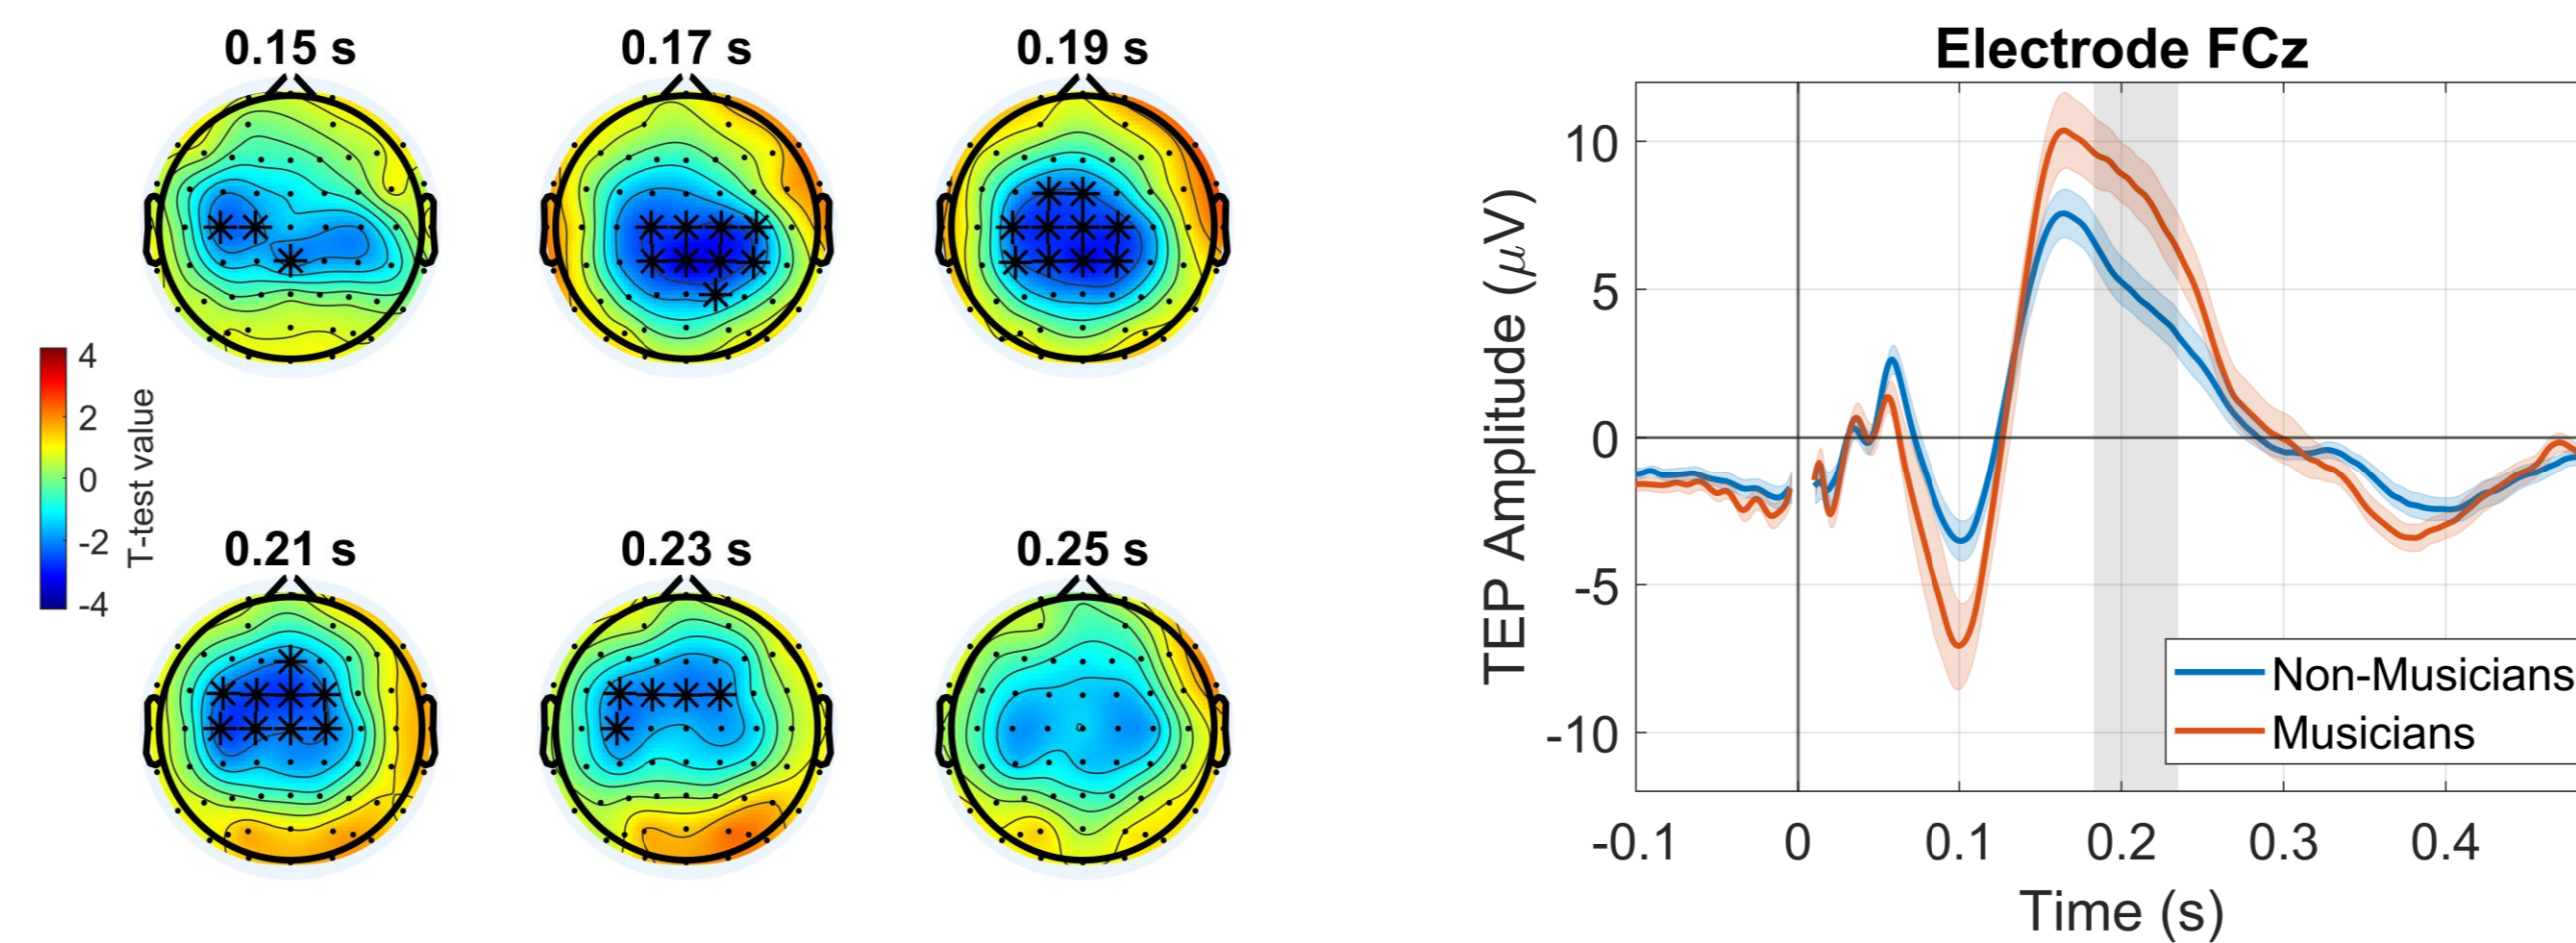 0.15 s
0.17 s
0.19 s
4
2
0
-2
-4
T-test value
0.21 s
0.23 s
0.25 s
Electrode FCz
TEP Amplitude (μV)
10
5
0
-5
-10
Non-Musicians
Musicians
-0.1
0
0.1
0.2
0.3
0.4
Time (s)